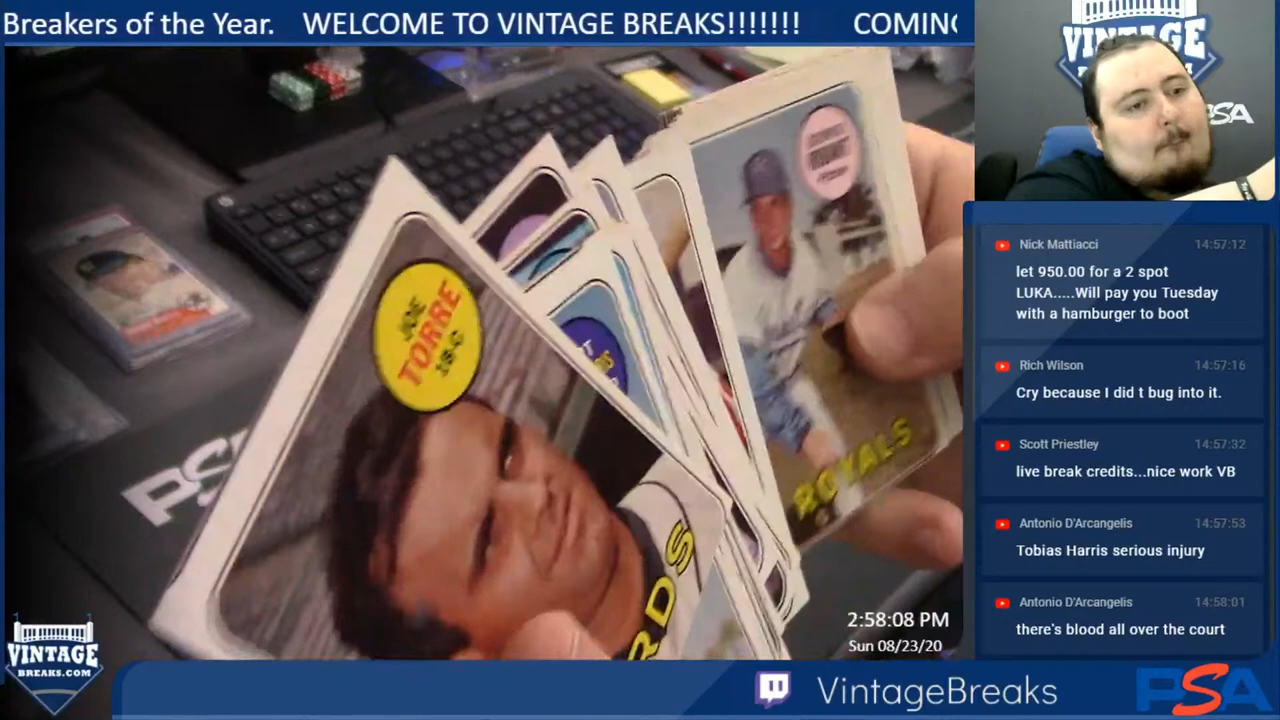 Breakers of the Year. WELCOME TO VINTAGE BREAKS!!!!!!! COMING
VINTAGE
BREAKS
PSA
Nick Mattiacci 14:57:12
let 950.00 for a 2 spot
LUKA.....Will pay you Tuesday
with a hamburger to boot
Rich Wilson 14:57:16
Cry because I did t bug into it.
Scott Priestley 14:57:32
live break credits...nice work VB
Antonio D'Arcangelis 14:57:53
Tobias Harris serious injury
Antonio D'Arcangelis 14:58:01
there's blood all over the court
JOE
TORRE
1B-C
RDS
ROYALS
PS
2:58:08 PM
Sun 08/23/20
VINTAGE
BREAKS.COM
VintageBreaks
PSA